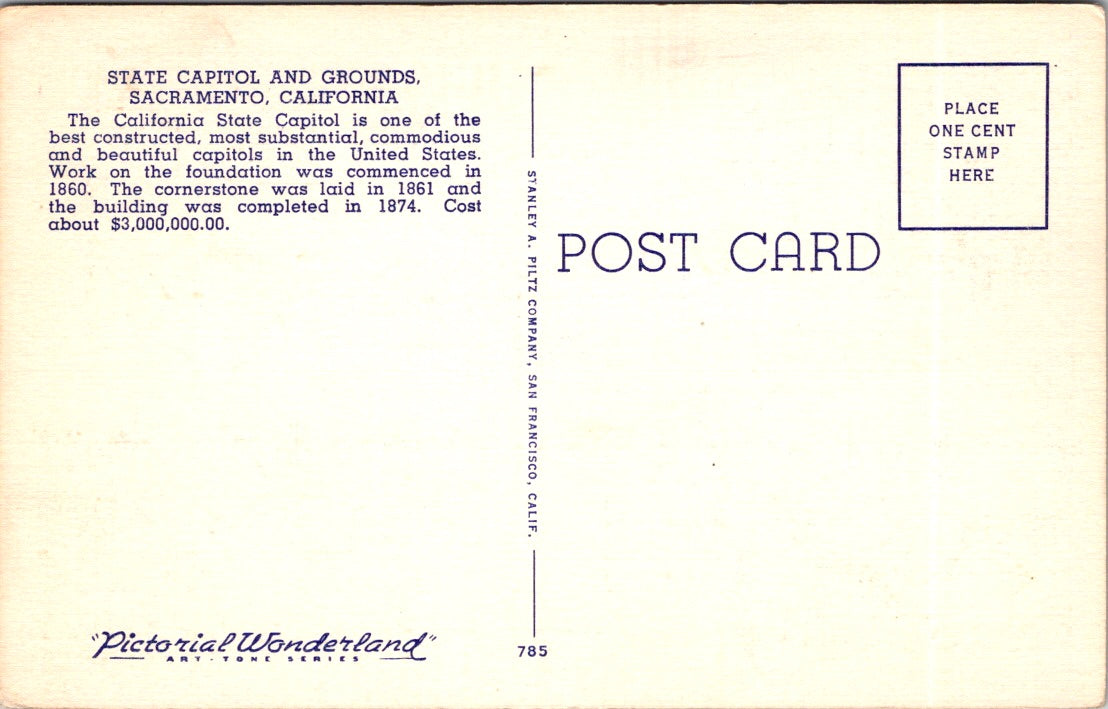 STATE CAPITOL AND GROUNDS,
SACRAMENTO, CALIFORNIA
The California State Capitol is one of the
best constructed, most substantial, commodious
and beautiful capitols in the United States.
Work on the foundation was commenced in
1860. The cornerstone was laid in 1861 and
the building was completed in 1874. Cost
about $3,000,000.00.
"Pictorial Wonderland"
ART-TONE SERIES
STANLEY A. PILTZ COMPANY, SAN FRANCISCO, CALIF.
785
POST CARD
PLACE
ONE CENT
STAMP
HERE